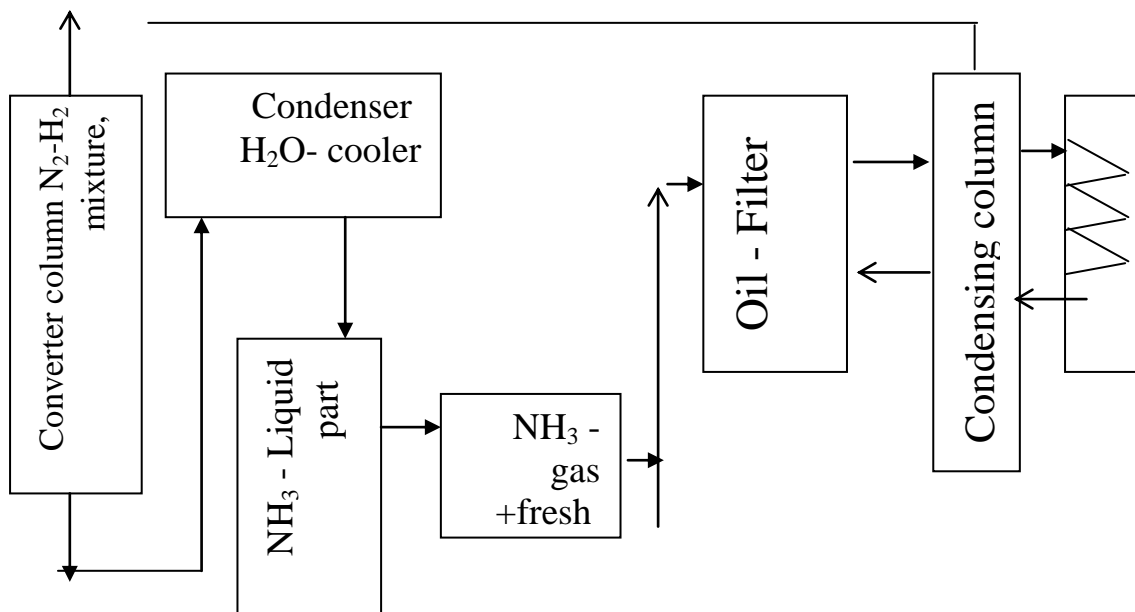 Converter column N₂-H₂
mixture,
Condenser
H₂O- cooler
NH₃ - Liquid
part
NH₃ -
gas
+fresh
Oil - Filter
Condensing column